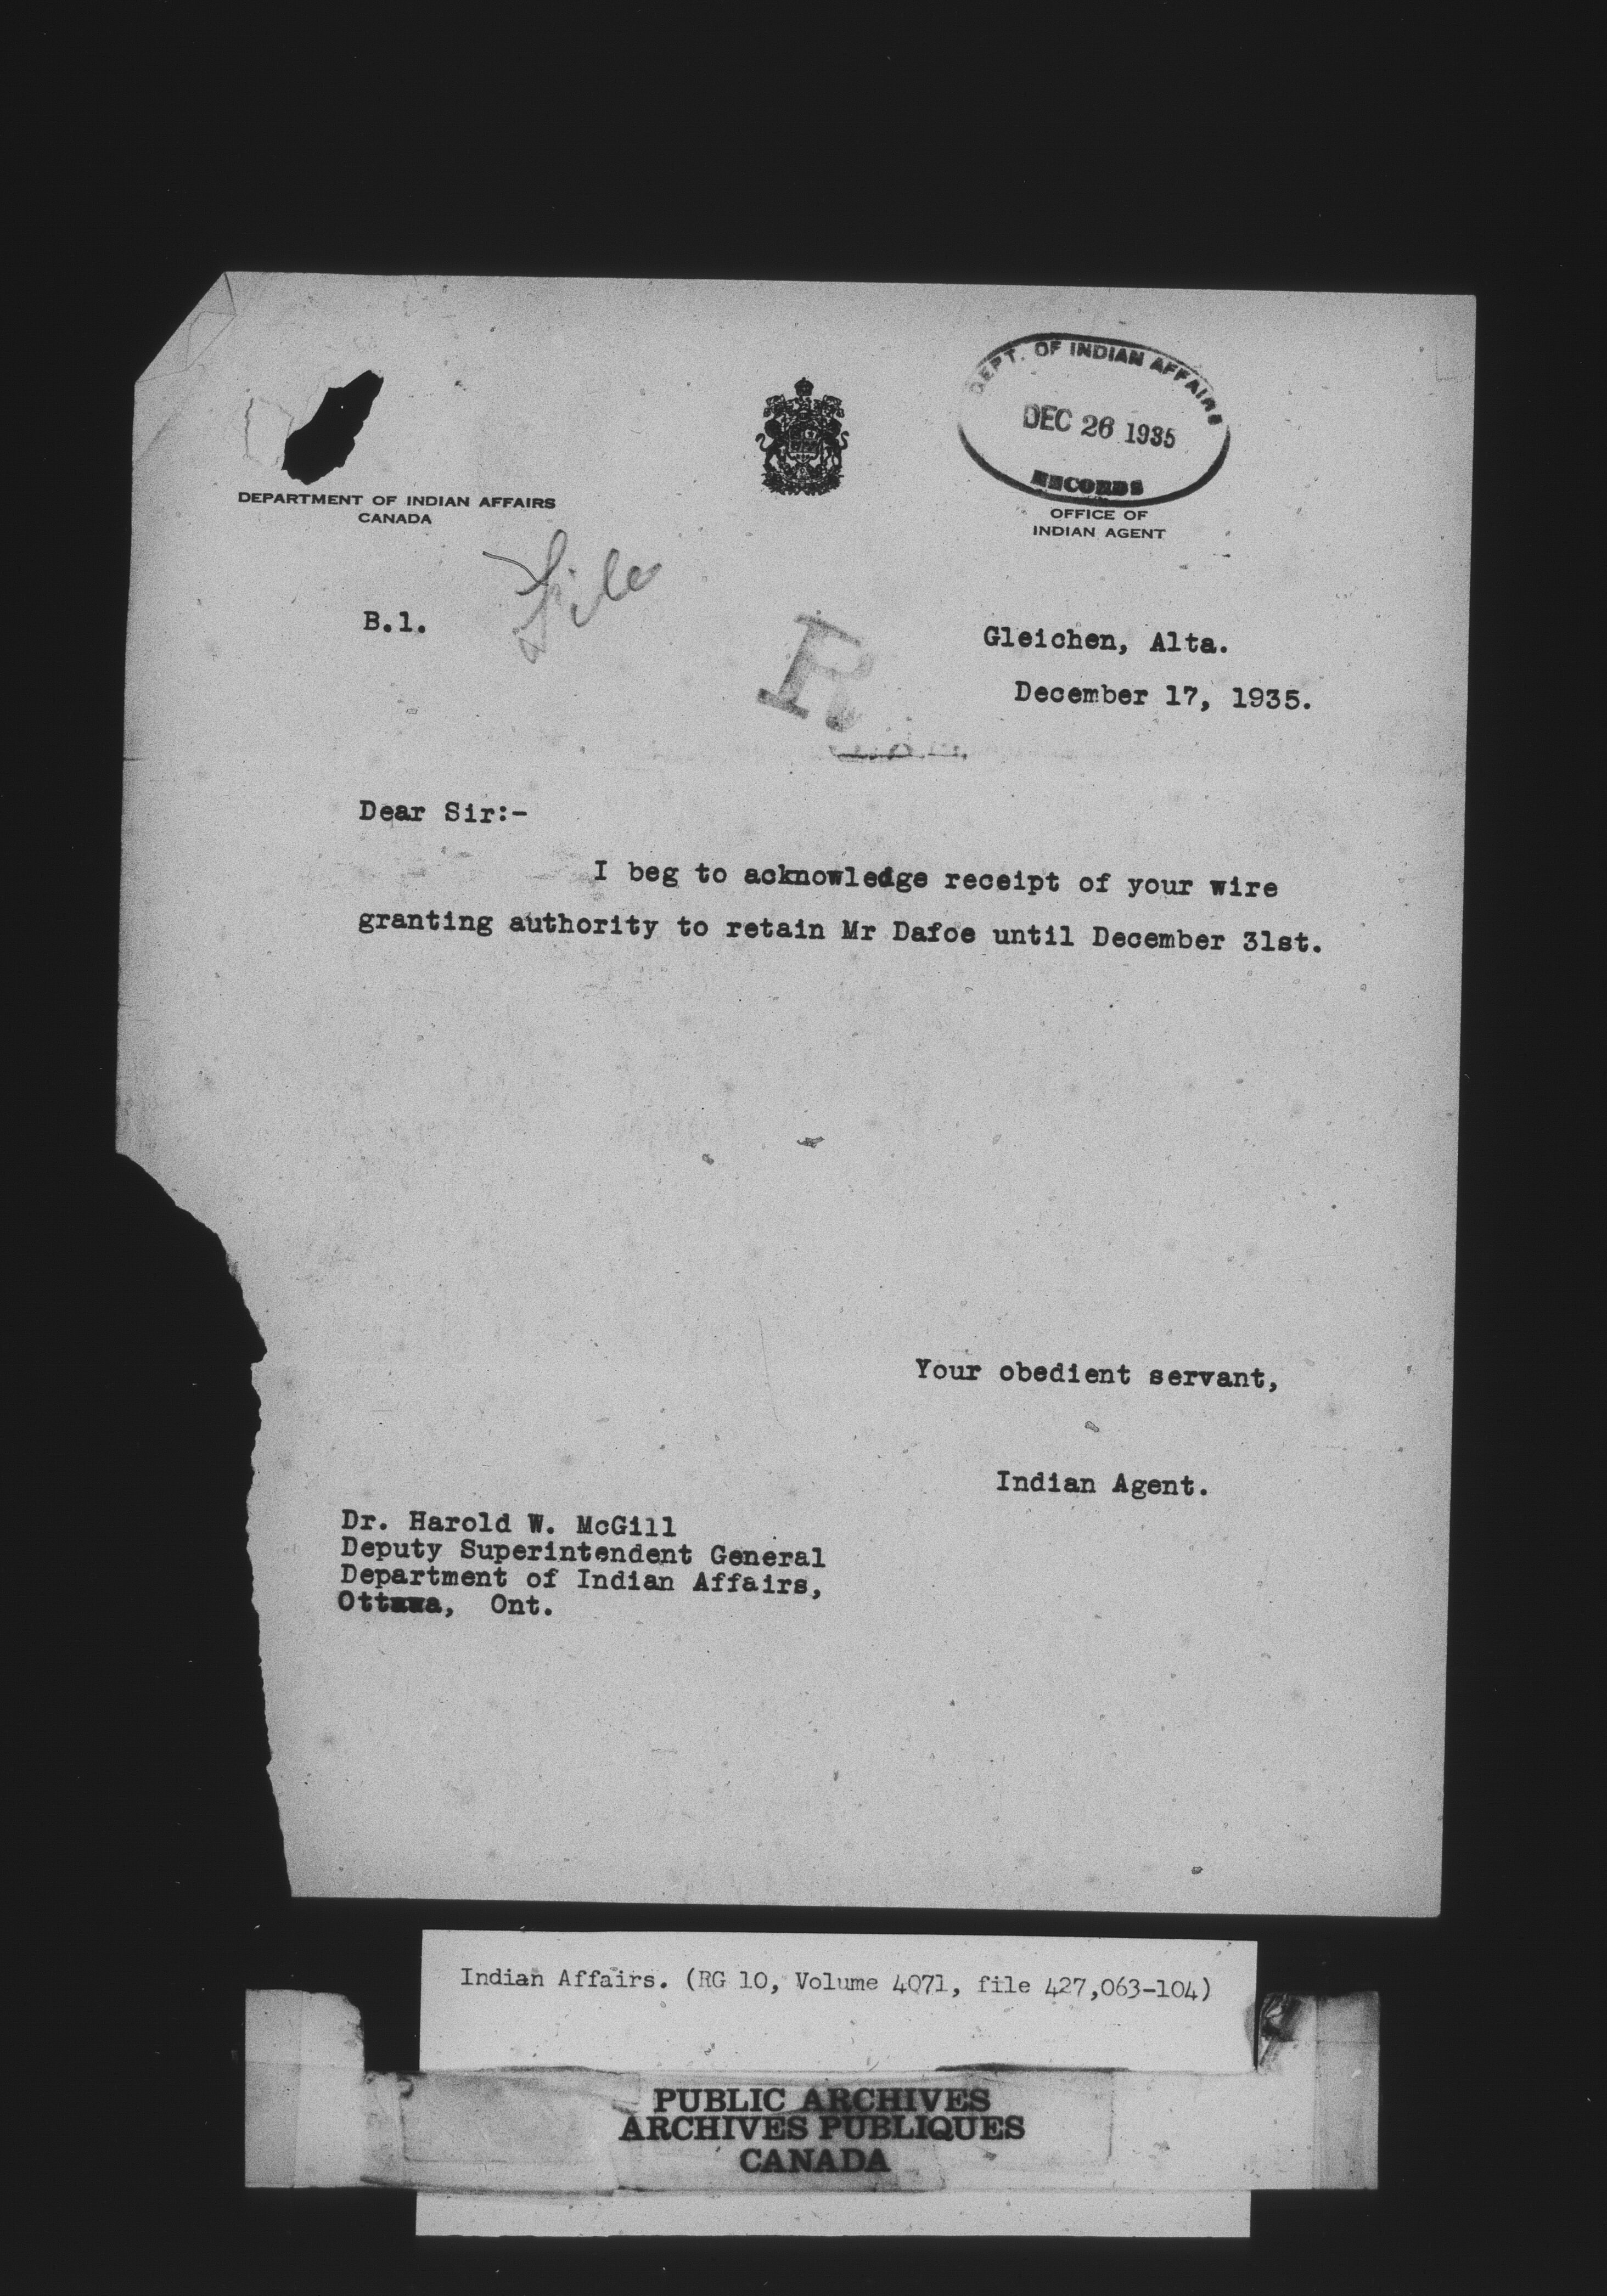 DEPT. OF INDIAN AFFAIRS
DEC 26 1935
RECORDS
DEPARTMENT OF INDIAN AFFAIRS
CANADA
OFFICE OF
INDIAN AGENT
File
B.1.
R
Gleichen, Alta.
December 17, 1935.
Dear Sir:-
I beg to acknowledge receipt of your wire
granting authority to retain Mr Dafoe until December 31st.
Your obedient servant,
Indian Agent.
Dr. Harold W. McGill
Deputy Superintendent General
Department of Indian Affairs,
Ottawa, Ont.
Indian Affairs. (RG 10, Volume 4071, file 427,063-104)
PUBLIC ARCHIVES
ARCHIVES PUBLIQUES
CANADA